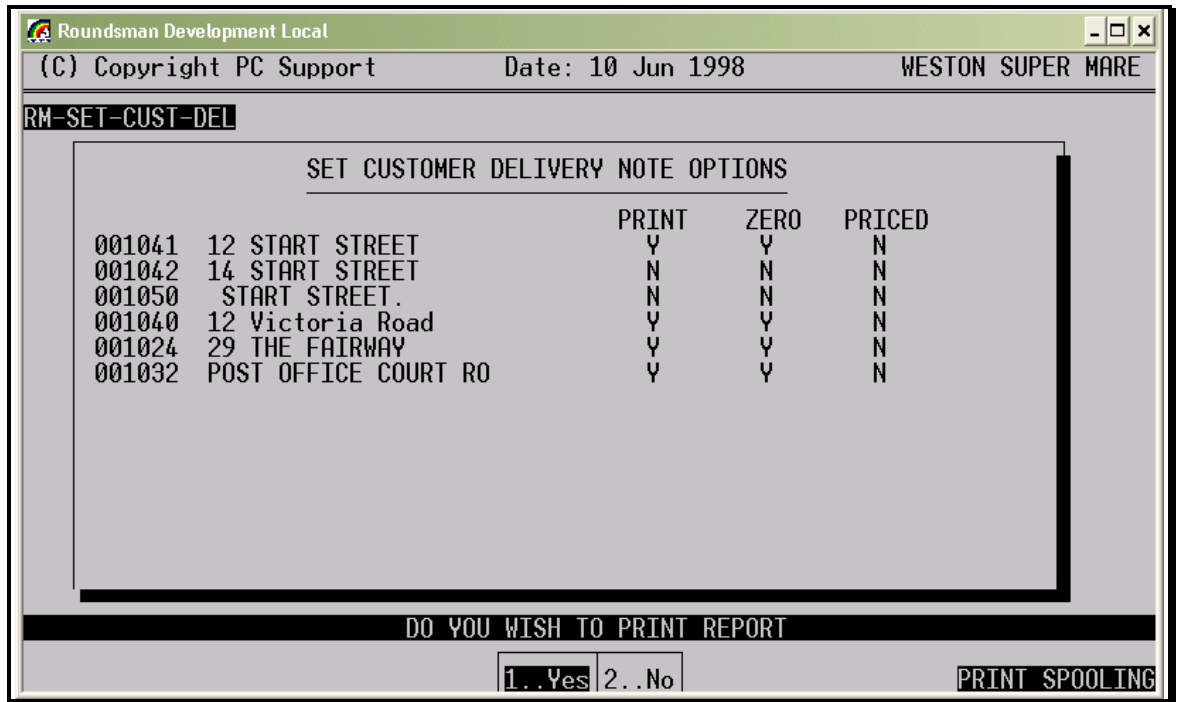 Roundsman Development Local
(C) Copyright PC Support Date: 10 Jun 1998 WESTON SUPER MARE
RM-SET-CUST-DEL
SET CUSTOMER DELIVERY NOTE OPTIONS
PRINT ZERO PRICED
001041 12 START STREET Y Y N
001042 14 START STREET N N N
001050 START STREET. N N N
001040 12 Victoria Road Y Y N
001024 29 THE FAIRWAY Y Y N
001032 POST OFFICE COURT RO Y Y N
DO YOU WISH TO PRINT REPORT
1..Yes 2..No PRINT SPOOLING